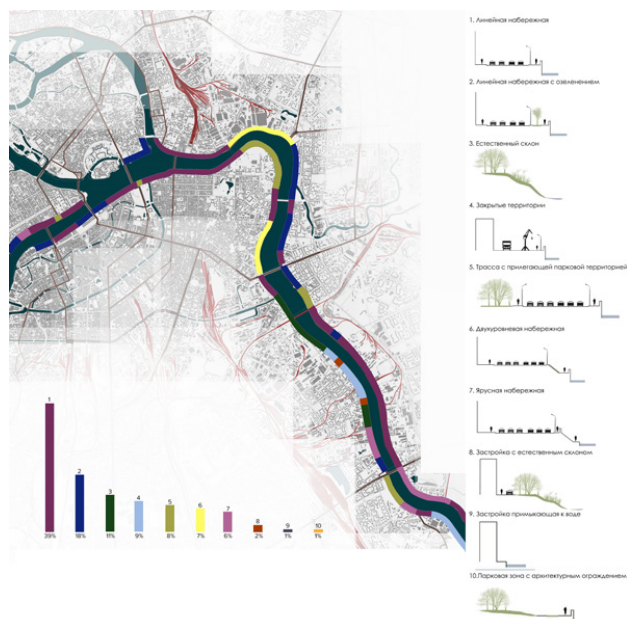 1. Линейная набережная
2. Линейная набережная с озеленением
3. Естественный склон
4. Закрытые территории
5. Трасса с прилегающей парковой территорией
6. Двухуровневая набережная
7. Ярусная набережная
8. Застройка с естественным склоном
9. Застройка примыкающая к воде
10.Парковая зона с архитектурным ограждением
1
2
3
4
5
6
7
8
9
10
39%
18%
11%
9%
8%
7%
6%
2%
1%
1%